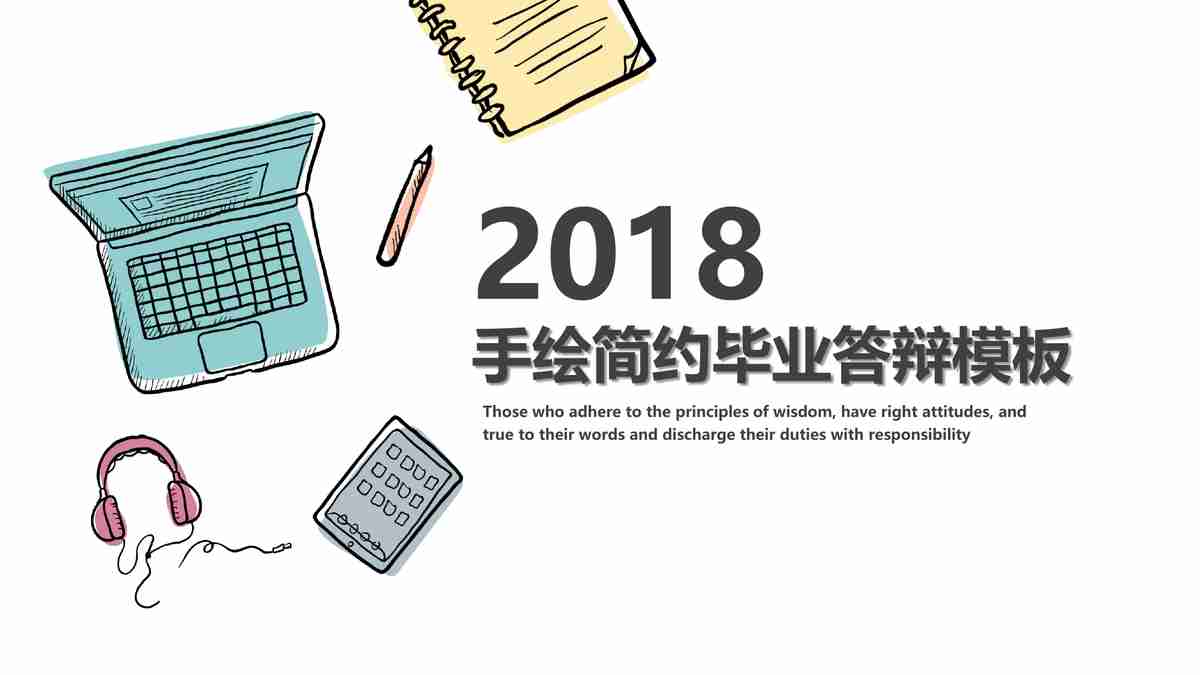 2018
手绘简约毕业答辩模板
Those who adhere to the principles of wisdom, have right attitudes, and
true to their words and discharge their duties with responsibility